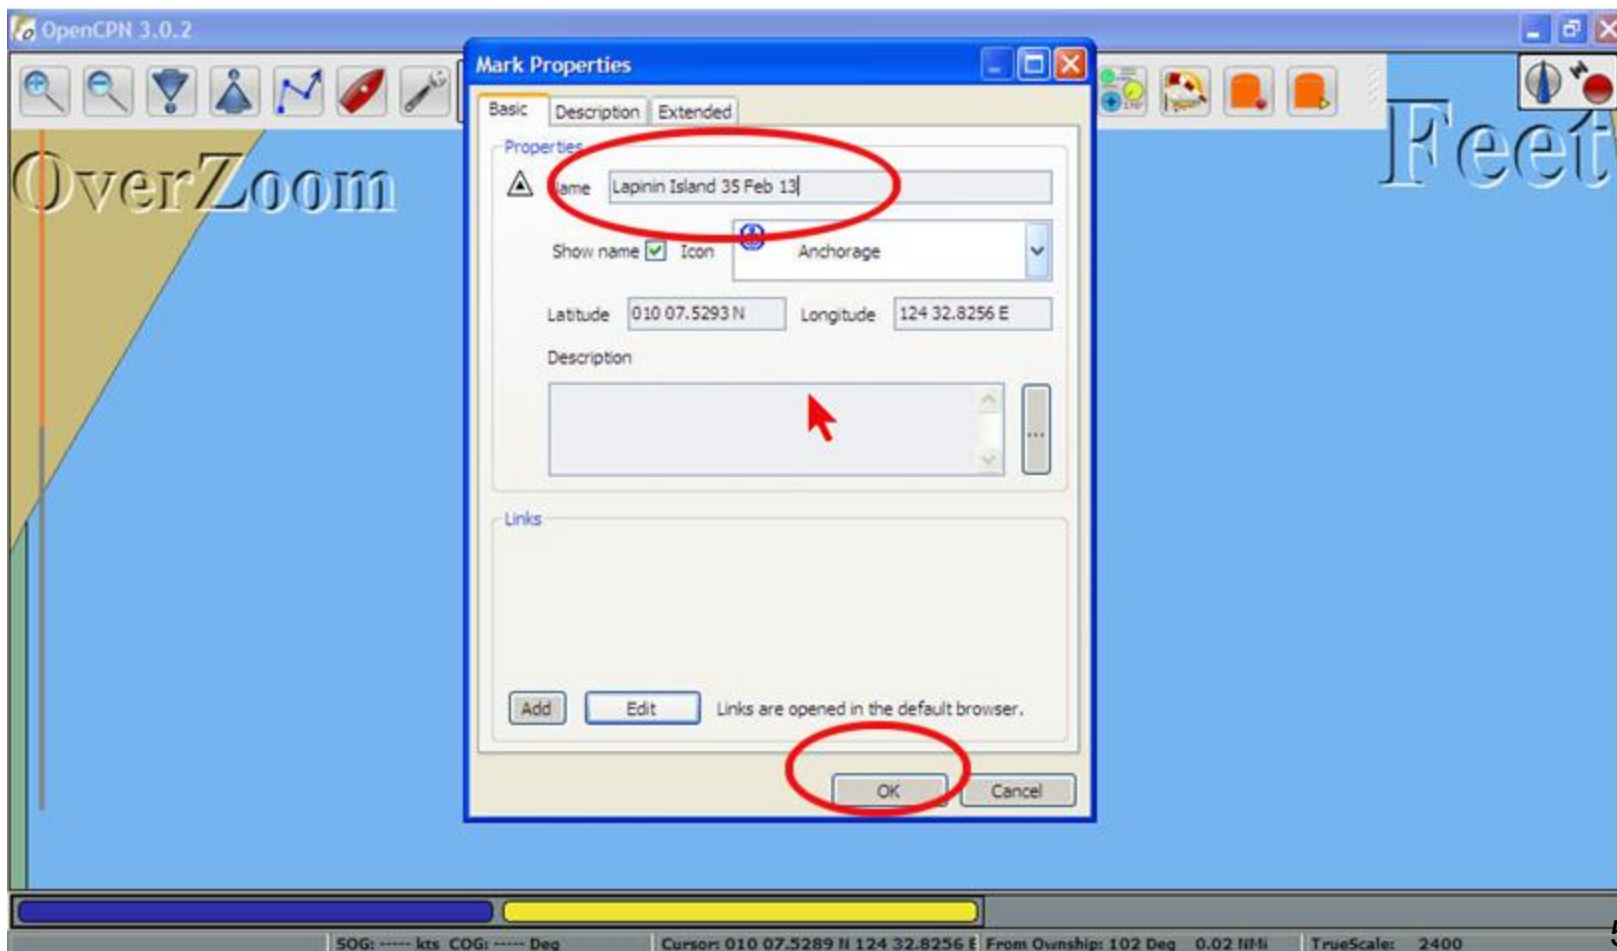 OpenCPN 3.0.2
Mark Properties
Basic Description Extended
OverZoom
Feet
Properties
Name Lapinin Island 35 Feb 13
Show name Icon Anchorage
Latitude 010 07.5293 N Longitude 124 32.8256 E
Description
...
Links
Add Edit Links are opened in the default browser.
OK Cancel
SOG: ----- kts COG: ----- Deg Cursor: 010 07.5289 N 124 32.8256 E From Ownship: 102 Deg 0.02 NMi TrueScale: 2400